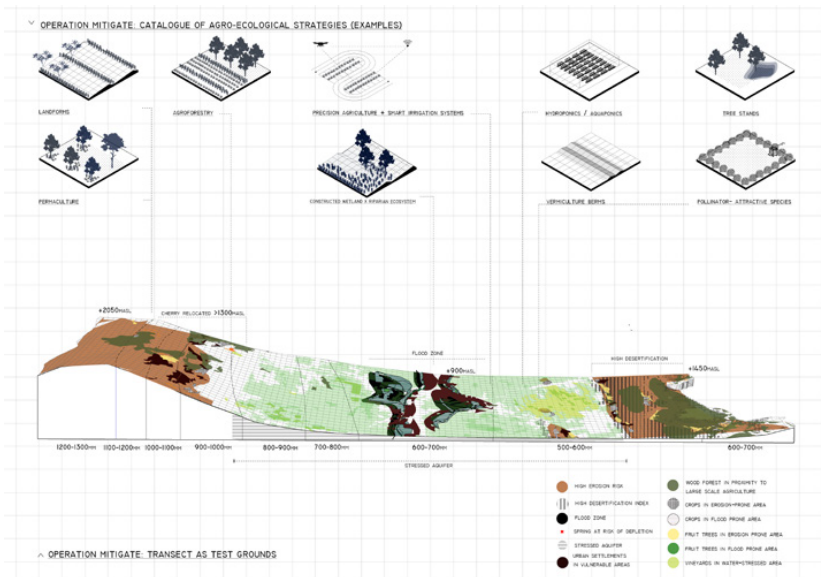 OPERATION MITIGATE: CATALOGUE OF AGRO-ECOLOGICAL STRATEGIES (EXAMPLES)
LANDFORMS
AGROFORESTRY
PRECISION AGRICULTURE + SMART IRRIGATION SYSTEMS
HYDROPONICS / AQUAPONICS
TREE STANDS
PERMACULTURE
CONSTRUCTED WETLAND & RIPARIAN ECOSYSTEM
VERMICULTURE BERMS
POLLINATOR- ATTRACTIVE SPECIES
+2050MASL
CHERRY RELOCATED >1300MASL
FLOOD ZONE
+900MASL
HIGH DESERTIFICATION
+1450MASL
1200-1300MM
1100-1200MM
1000-1100MM
900-1000MM
800-900MM
700-800MM
600-700MM
500-600MM
600-700MM
STRESSED AQUIFER
HIGH EROSION RISK
HIGH DESERTIFICATION INDEX
FLOOD ZONE
SPRING AT RISK OF DEPLETION
STRESSED AQUIFER
URBAN SETTLEMENTS
IN VULNERABLE AREAS
WOOD FOREST IN PROXIMITY TO
LARGE SCALE AGRICULTURE
CROPS IN EROSION-PRONE AREA
CROPS IN FLOOD PRONE AREA
FRUIT TREES IN EROSION PRONE AREA
FRUIT TREES IN FLOOD PRONE AREA
VINEYARDS IN WATER-STRESSED AREA
OPERATION MITIGATE: TRANSECT AS TEST GROUNDS